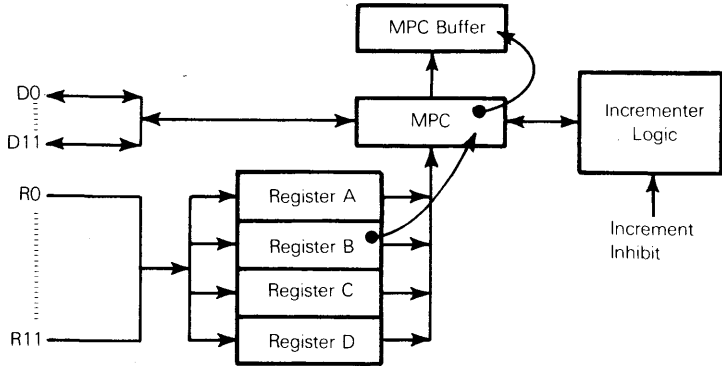 MPC Buffer
D0
D11
MPC
Incrementer
Logic
R0
R11
Register A
Register B
Register C
Register D
Increment
Inhibit